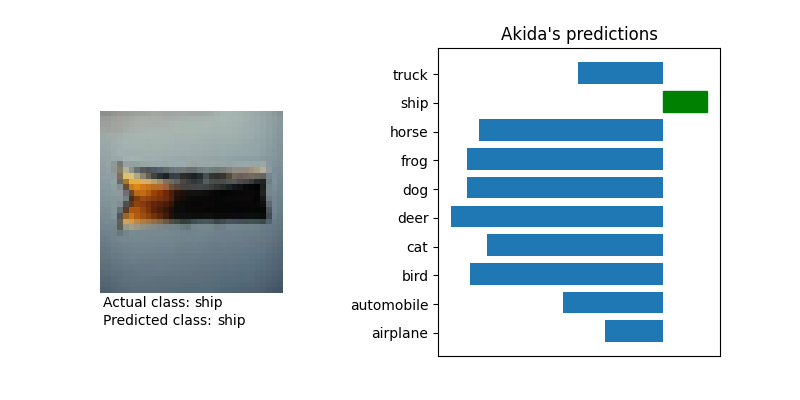 Akida's predictions
truck
ship
horse
frog
dog
deer
cat
bird
automobile
airplane
Actual class: ship
Predicted class: ship